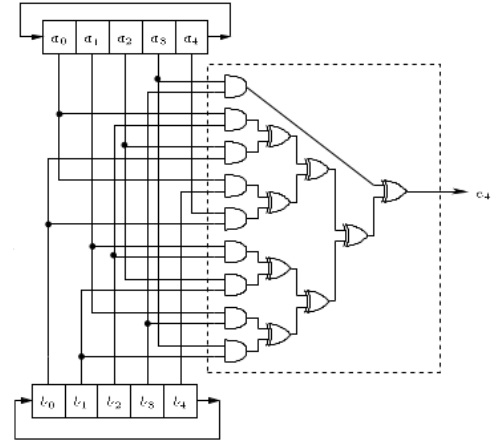 a₀ a₁ a₂ a₃ a₄
c₄
b₀ b₁ b₂ b₃ b₄